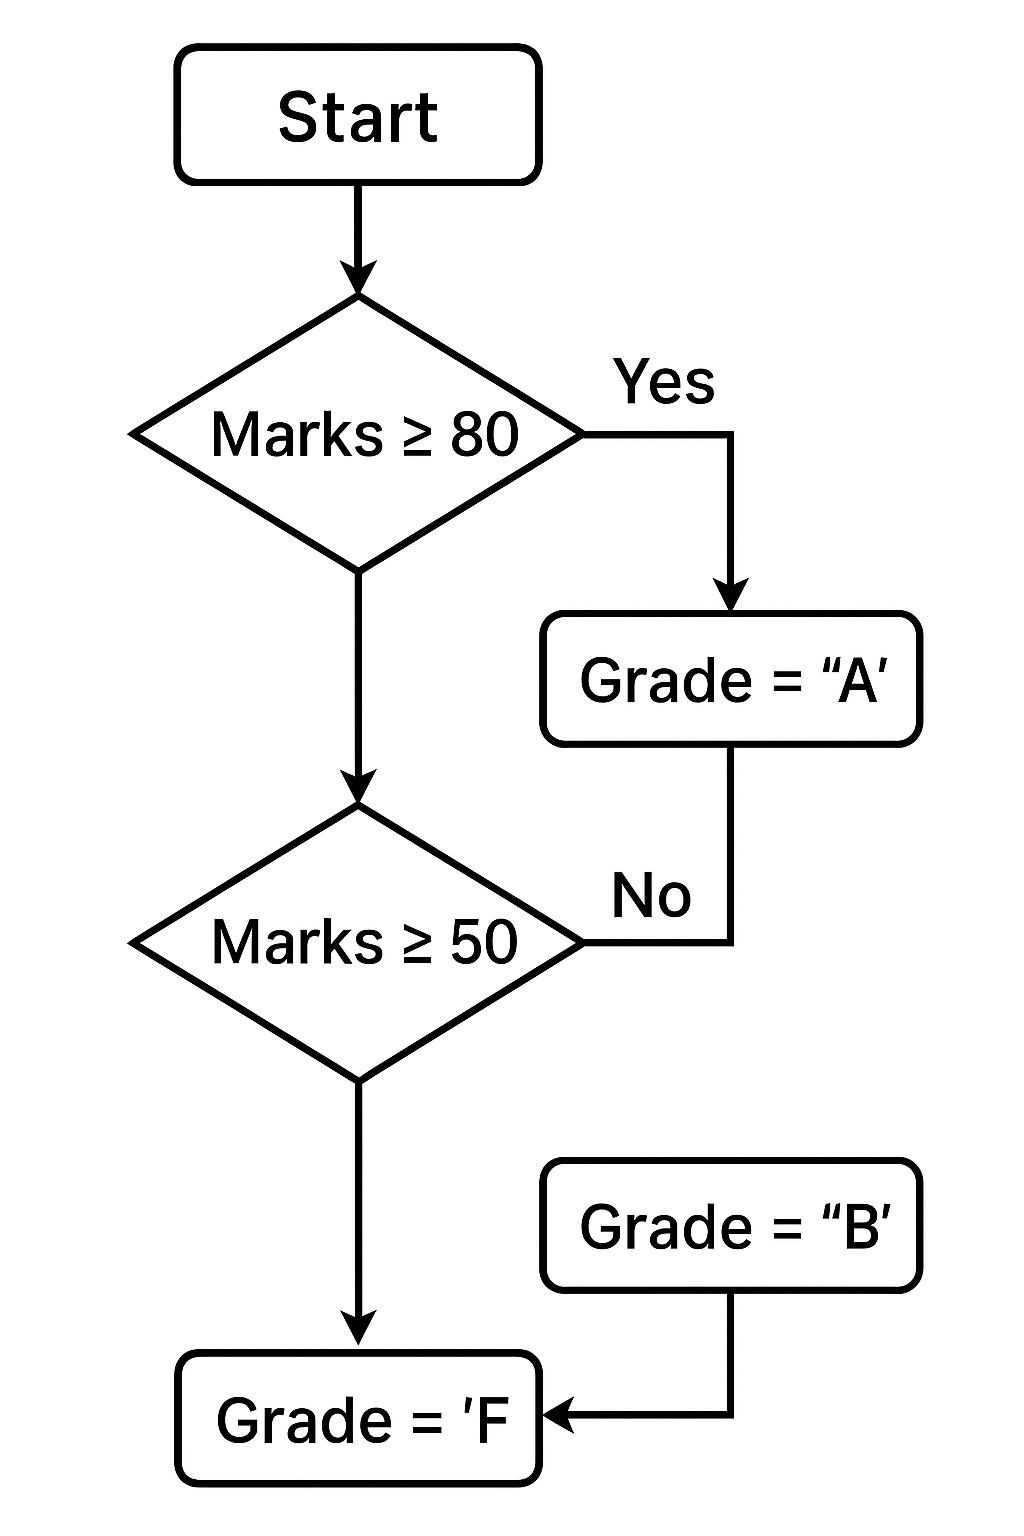 Start
Marks ≥ 80
Yes
Grade = “A’
No
Marks ≥ 50
Grade = “B’
Grade = ’F